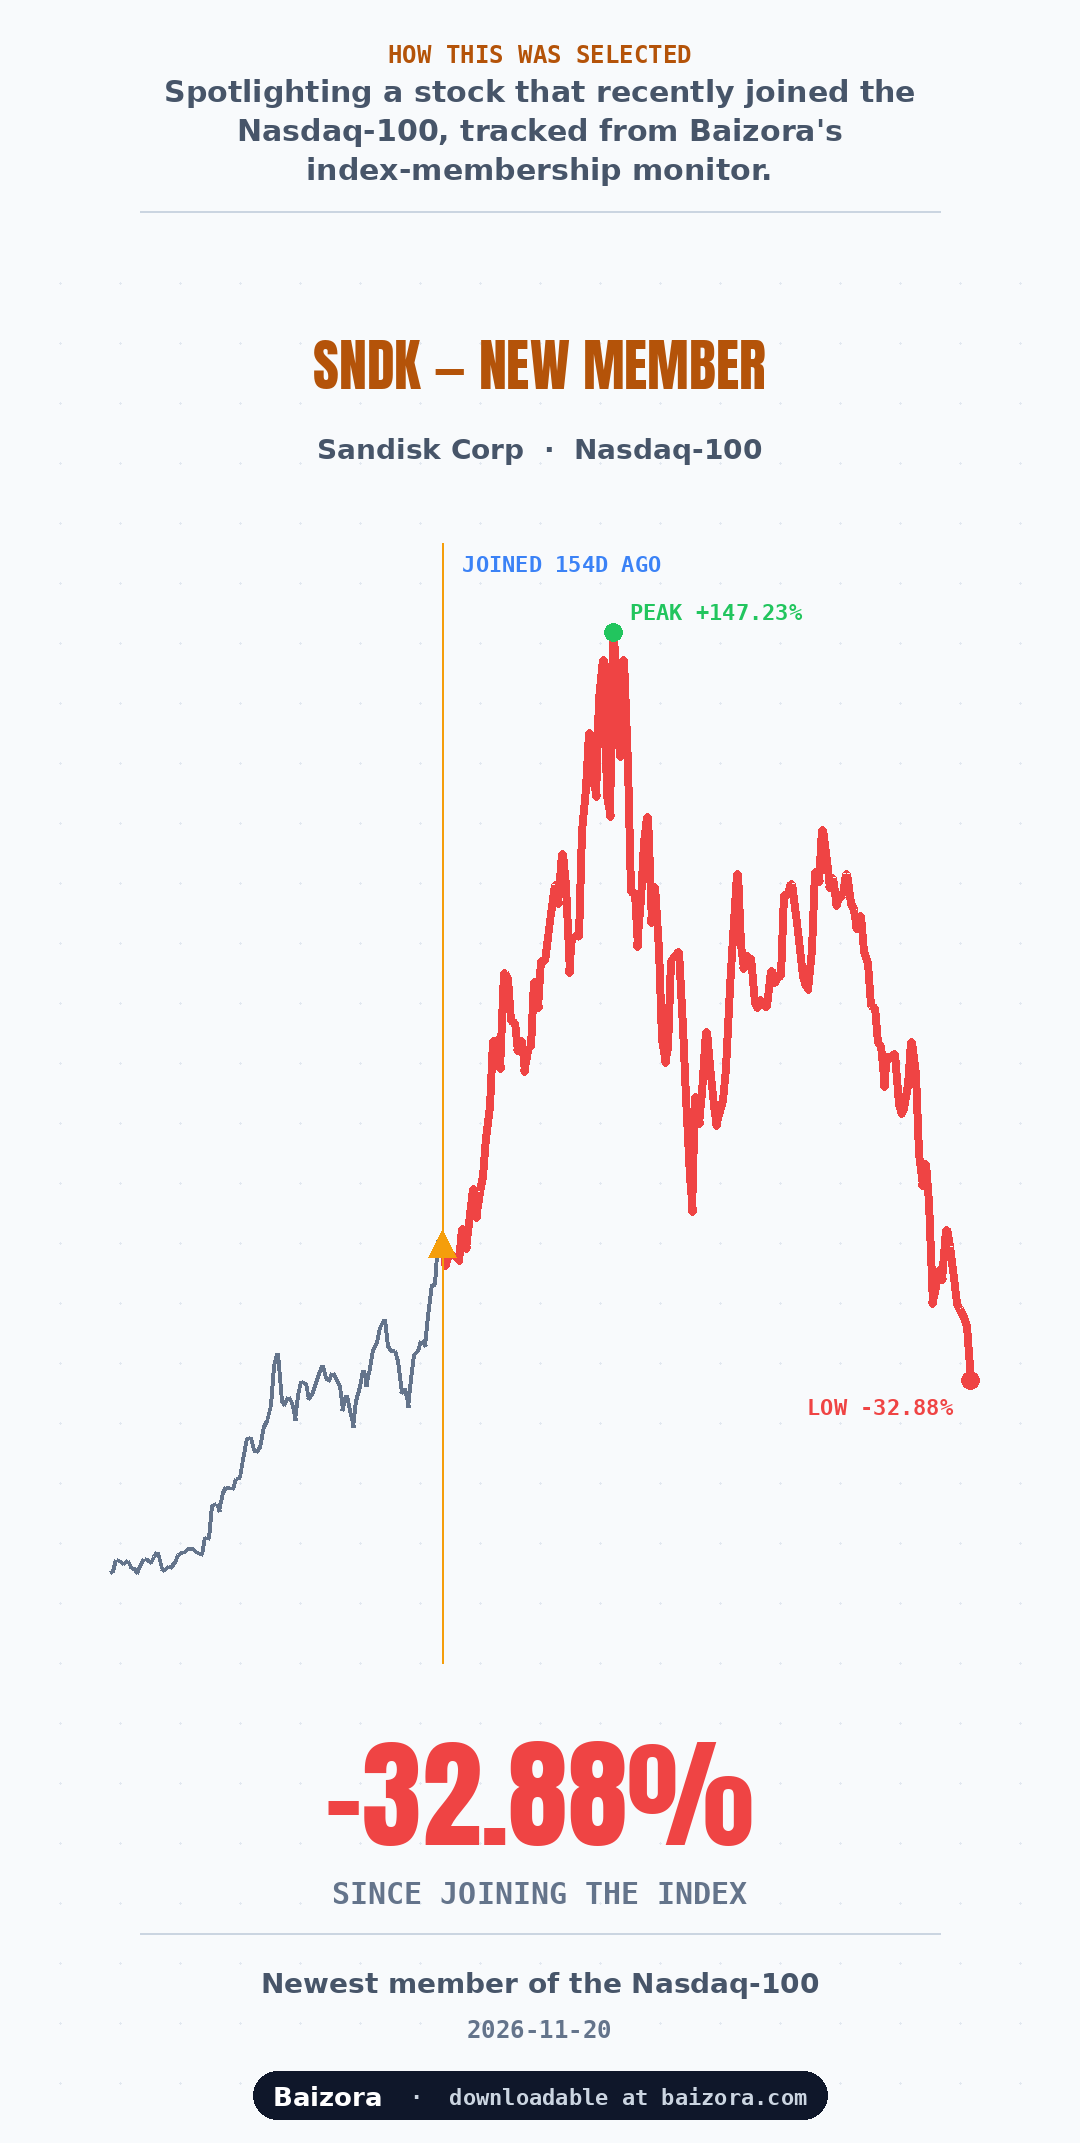 HOW THIS WAS SELECTED
Spotlighting a stock that recently joined the
Nasdaq-100, tracked from Baizora's
index-membership monitor.
SNDK – NEW MEMBER
Sandisk Corp · Nasdaq-100
JOINED 154D AGO
PEAK +147.23%
LOW -32.88%
-32.88%
SINCE JOINING THE INDEX
Newest member of the Nasdaq-100
2026-11-20
Baizora · downloadable at baizora.com